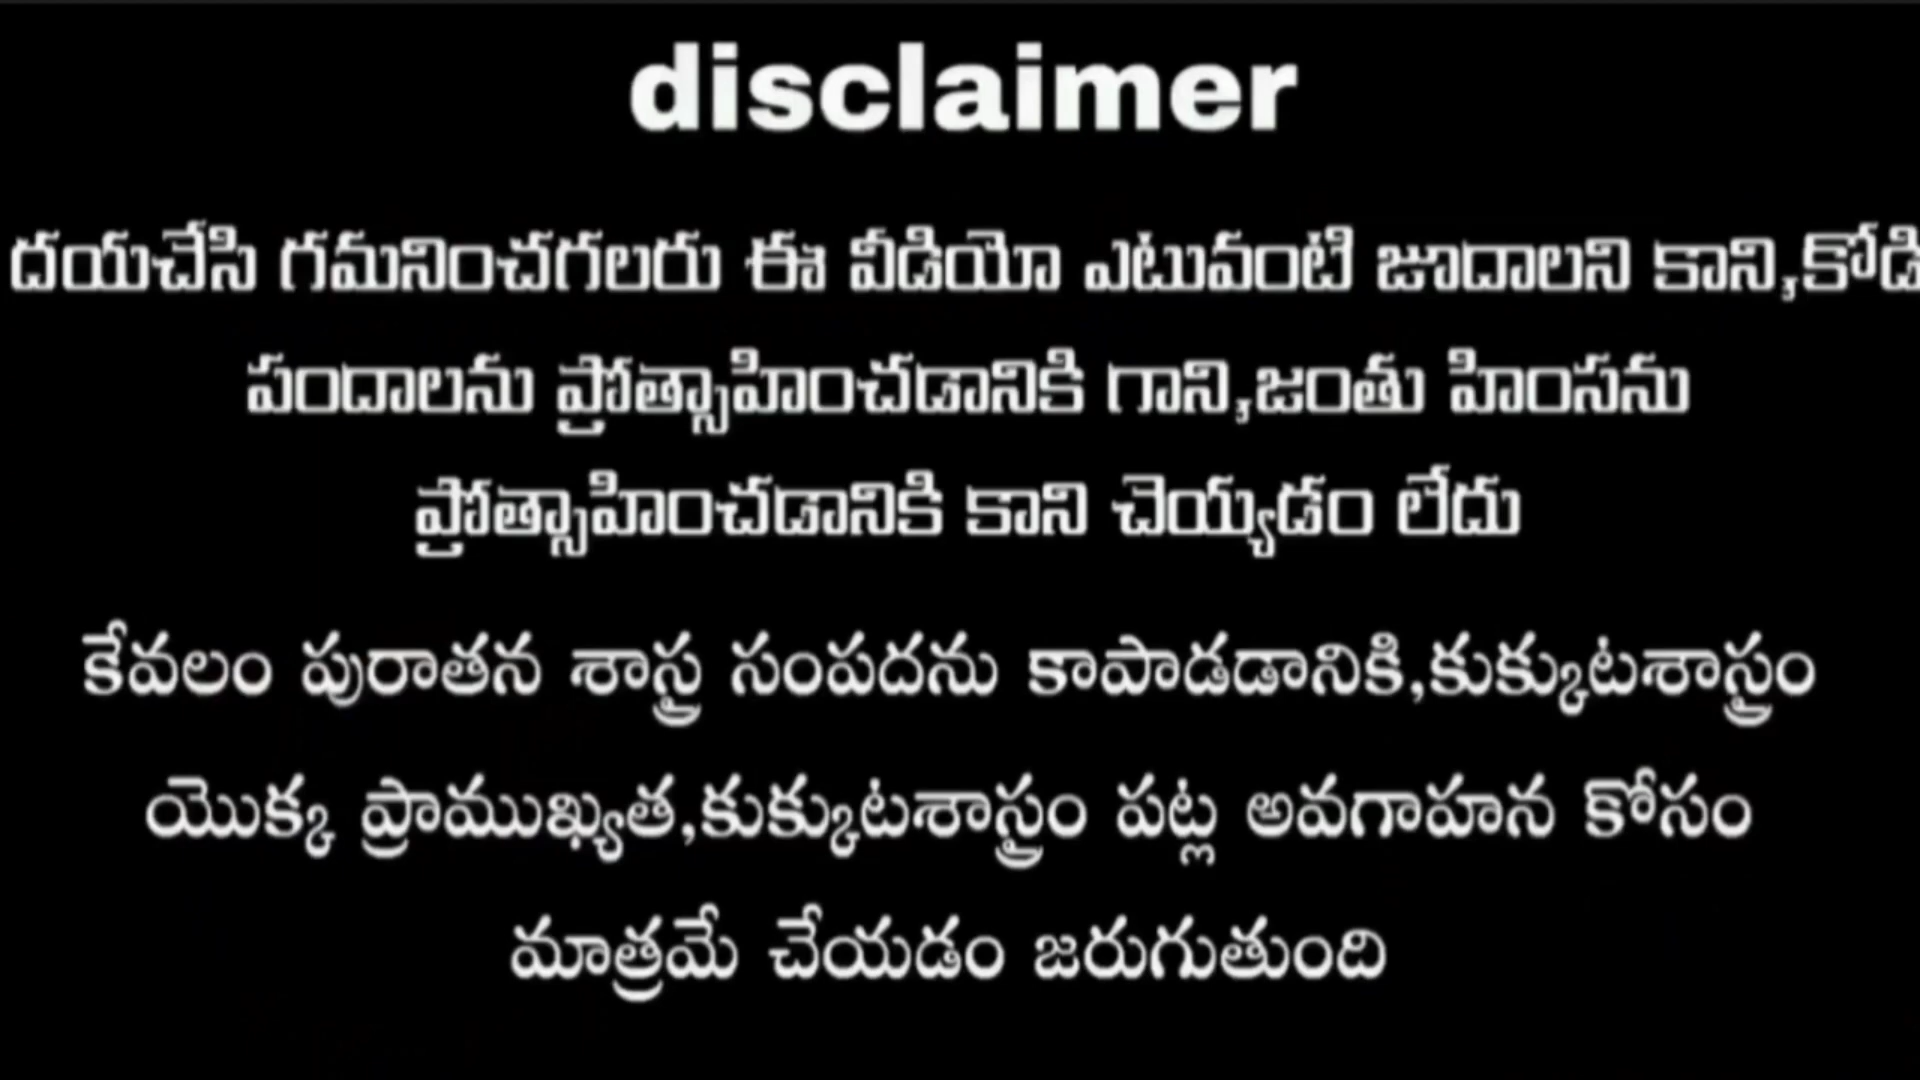 disclaimer
దయచేసి గమనించగలరు ఈ వీడియో ఎటువంటి జూదాలని కాని,కోడి
పందాలను ప్రోత్సాహించడానికి గాని,జంతు హింసను
ప్రోత్సాహించడానికి కాని చెయ్యడం లేదు
కేవలం పురాతన శాస్త్ర సంపదను కాపాడడానికి,కుక్కుటశాస్త్రం
యొక్క ప్రాముఖ్యత,కుక్కుటశాస్త్రం పట్ల అవగాహన కోసం
మాత్రమే చేయడం జరుగుతుంది